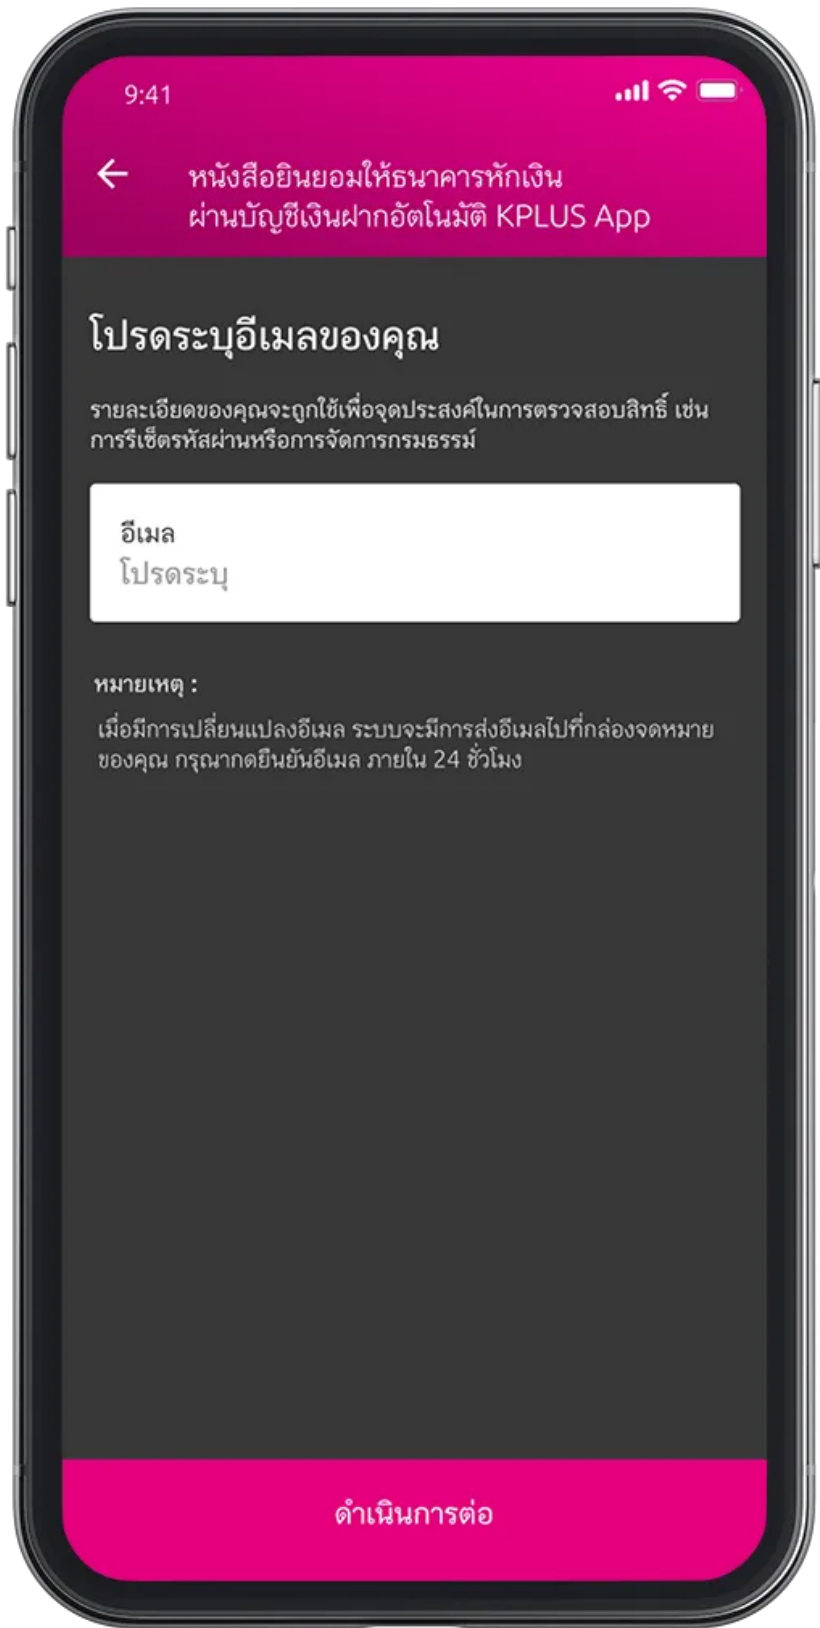 9:41
หนังสือยินยอมให้ธนาคารหักเงิน
ผ่านบัญชีเงินฝากอัตโนมัติ KPLUS App
โปรดระบุอีเมลของคุณ
รายละเอียดของคุณจะถูกใช้เพื่อจุดประสงค์ในการตรวจสอบสิทธิ์ เช่น
การรีเซ็ตรหัสผ่านหรือการจัดการกรมธรรม์
อีเมล
โปรดระบุ
หมายเหตุ :
เมื่อมีการเปลี่ยนแปลงอีเมล ระบบจะมีการส่งอีเมลไปที่กล่องจดหมาย
ของคุณ กรุณากดยืนยันอีเมล ภายใน 24 ชั่วโมง
ดำเนินการต่อ